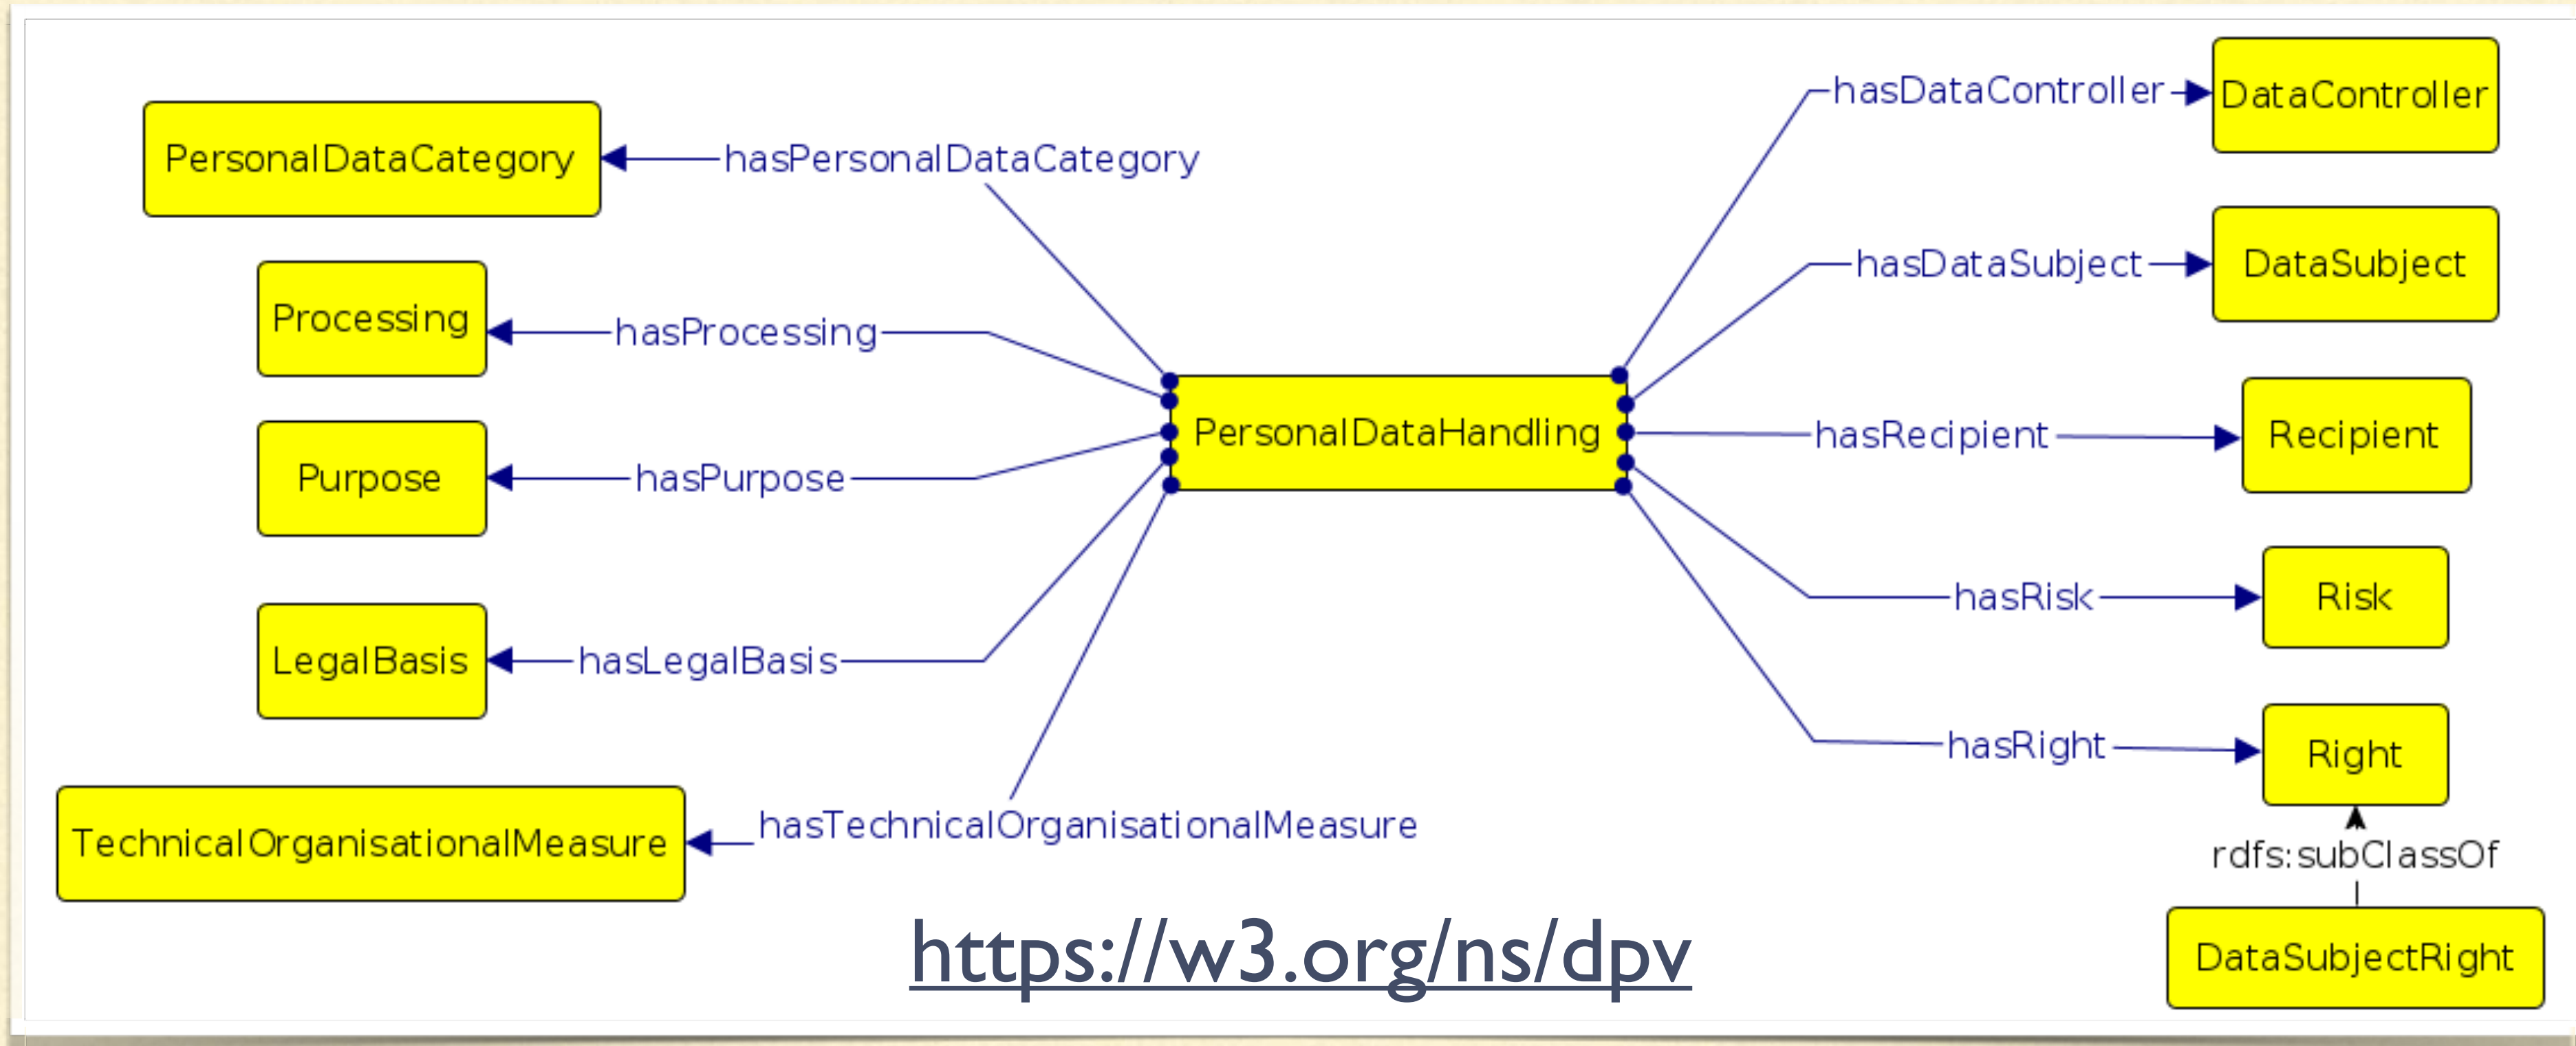 hasDataController
DataController
PersonalDataCategory
hasPersonalDataCategory
hasDataSubject
DataSubject
Processing
hasProcessing
PersonalDataHandling
hasRecipient
Recipient
Purpose
hasPurpose
hasRisk
Risk
LegalBasis
hasLegalBasis
hasRight
Right
TechnicalOrganisationalMeasure
hasTechnicalOrganisationalMeasure
rdfs:subClassOf
DataSubjectRight
https://w3.org/ns/dpv